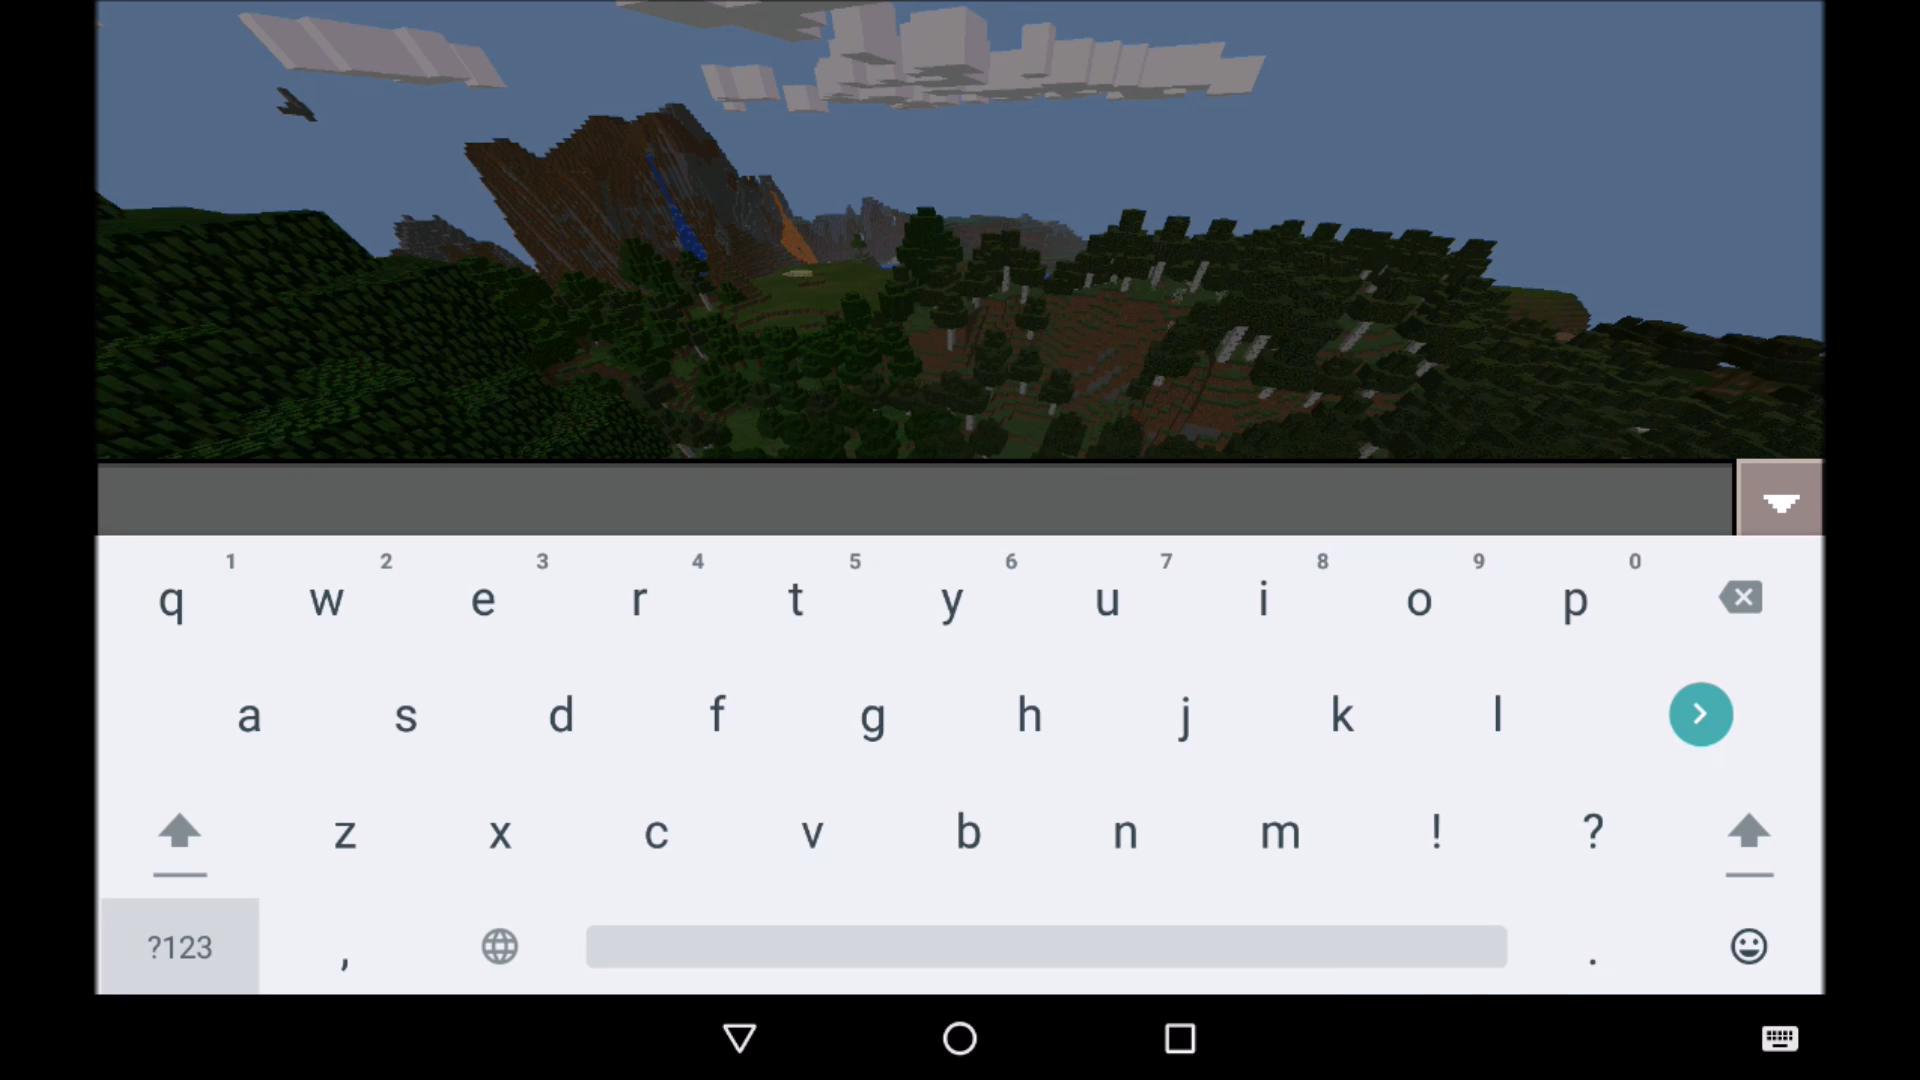 1 2 3 4 5 6 7 8 9 0
q w e r t y u i o p
a s d f g h j k l
z x c v b n m ! ?
?123 , .